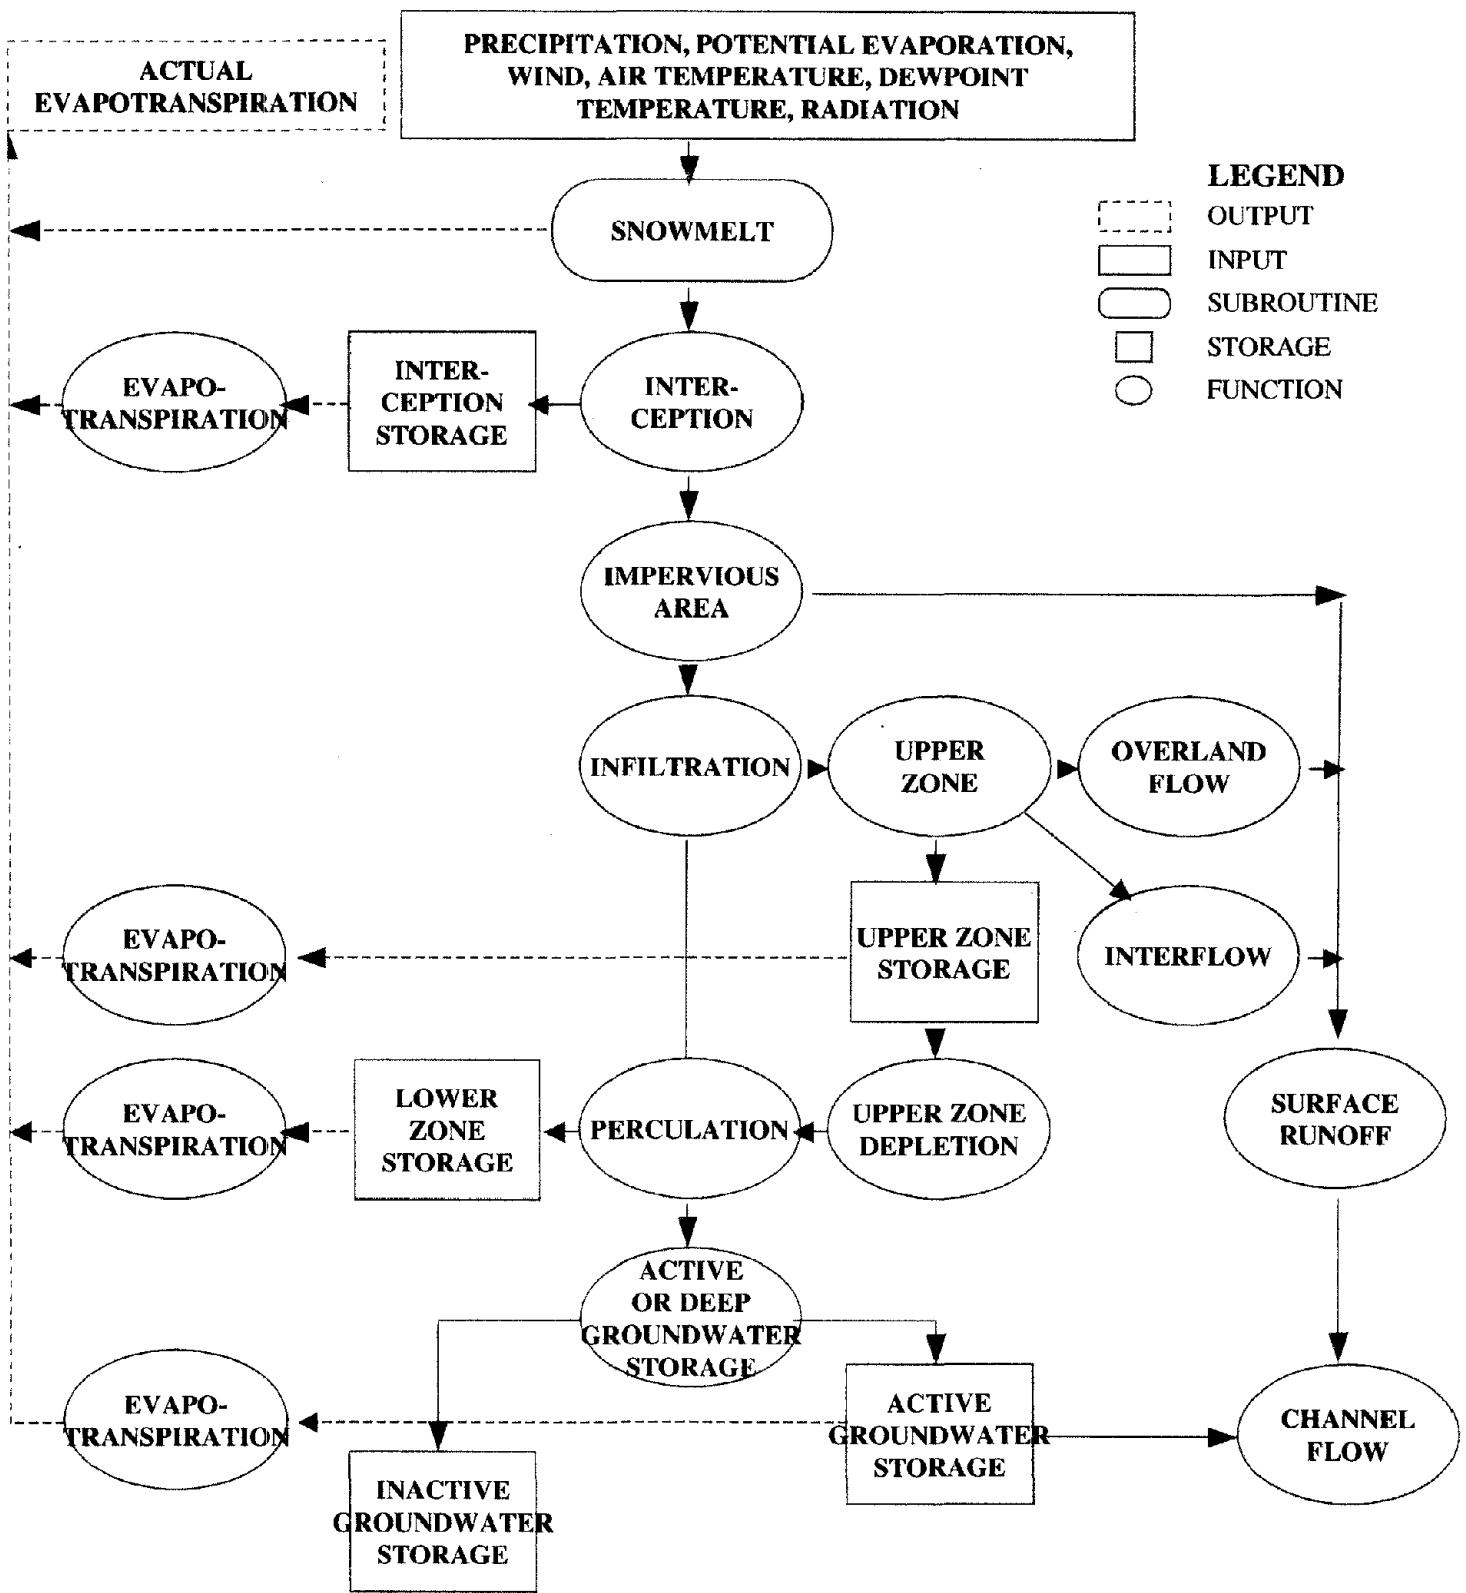 ACTUAL
EVAPOTRANSPIRATION
PRECIPITATION, POTENTIAL EVAPORATION,
WIND, AIR TEMPERATURE, DEWPOINT
TEMPERATURE, RADIATION
LEGEND
OUTPUT
INPUT
SUBROUTINE
STORAGE
FUNCTION
SNOWMELT
EVAPO-
TRANSPIRATION
INTER-
CEPTION
STORAGE
INTER-
CEPTION
IMPERVIOUS
AREA
INFILTRATION
UPPER
ZONE
OVERLAND
FLOW
EVAPO-
TRANSPIRATION
UPPER ZONE
STORAGE
INTERFLOW
EVAPO-
TRANSPIRATION
LOWER
ZONE
STORAGE
PERCULATION
UPPER ZONE
DEPLETION
SURFACE
RUNOFF
ACTIVE
OR DEEP
GROUNDWATER
STORAGE
EVAPO-
TRANSPIRATION
INACTIVE
GROUNDWATER
STORAGE
ACTIVE
GROUNDWATER
STORAGE
CHANNEL
FLOW